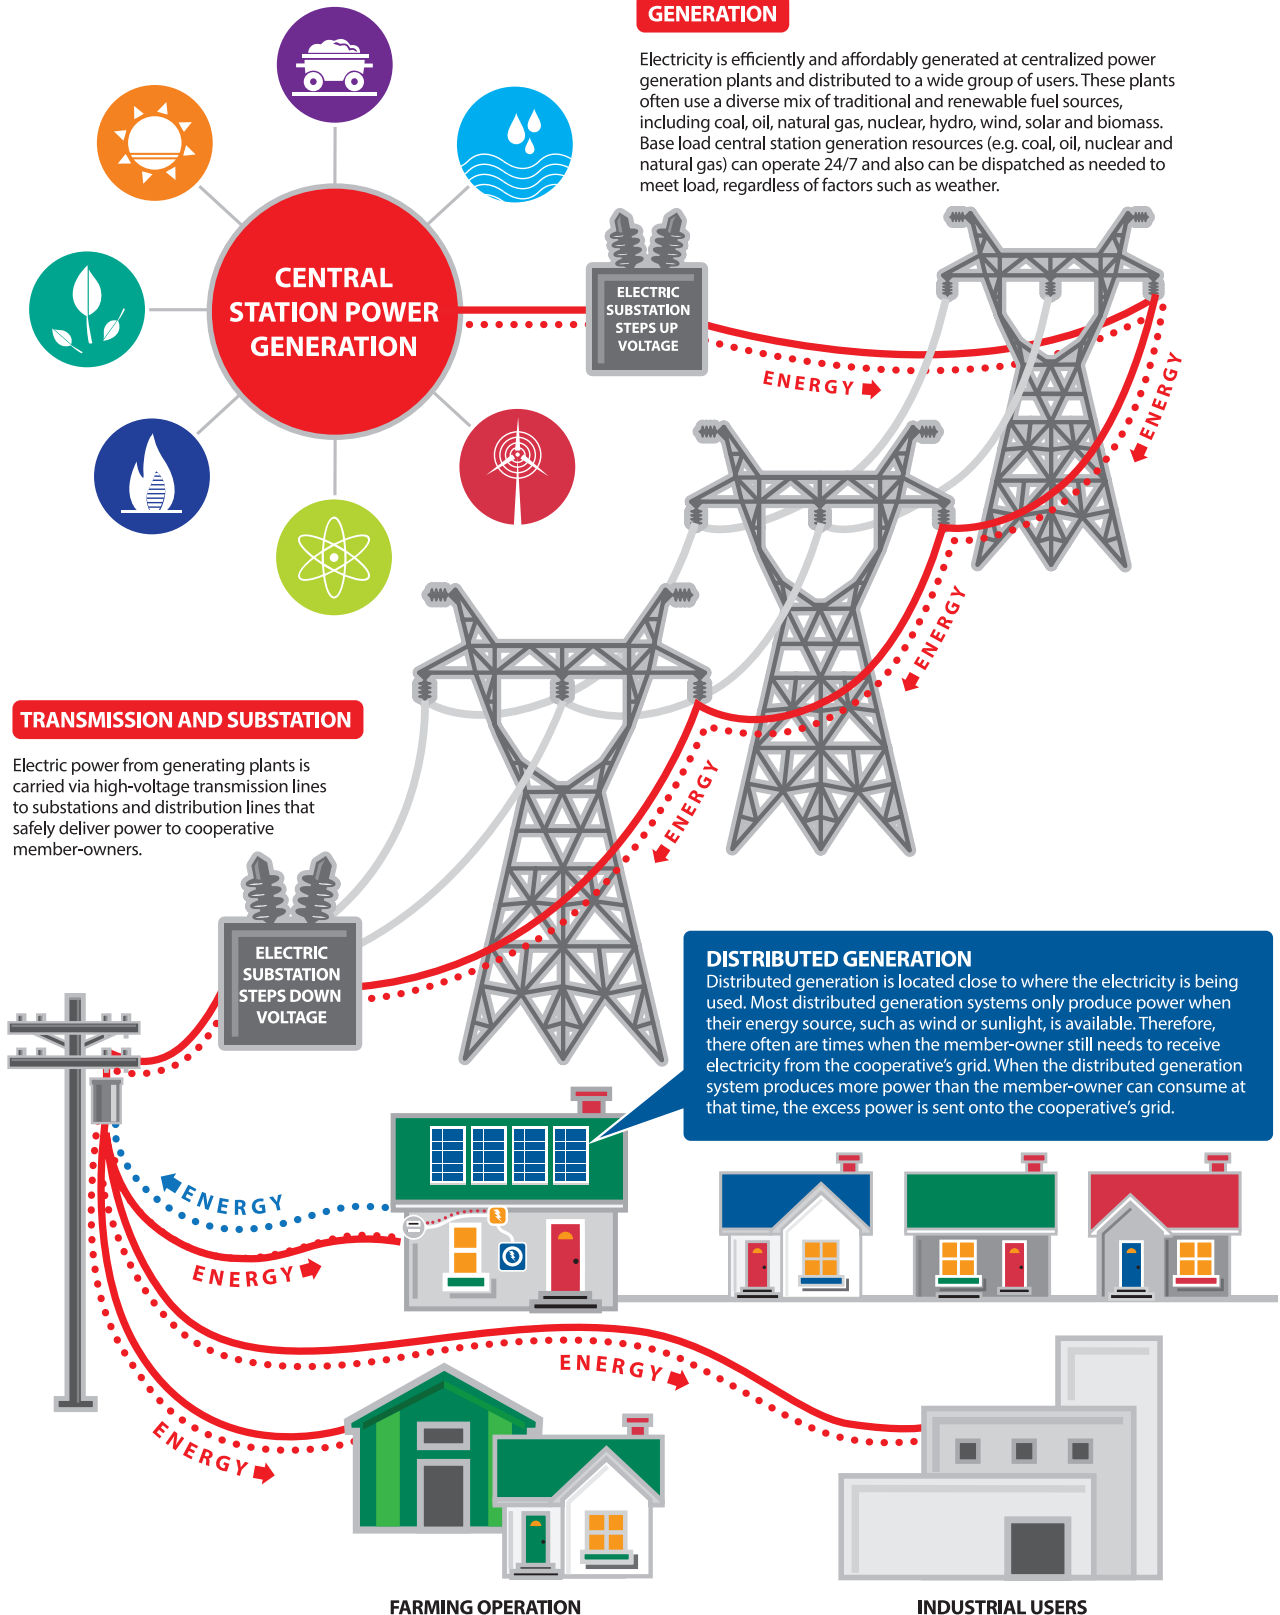 GENERATION
Electricity is efficiently and affordably generated at centralized power
generation plants and distributed to a wide group of users. These plants
often use a diverse mix of traditional and renewable fuel sources,
including coal, oil, natural gas, nuclear, hydro, wind, solar and biomass.
Base load central station generation resources (e.g. coal, oil, nuclear and
natural gas) can operate 24/7 and also can be dispatched as needed to
meet load, regardless of factors such as weather.
CENTRAL
STATION POWER
GENERATION
ELECTRIC
SUBSTATION
STEPS UP
VOLTAGE
ENERGY
ENERGY
ENERGY
ENERGY
TRANSMISSION AND SUBSTATION
Electric power from generating plants is
carried via high-voltage transmission lines
to substations and distribution lines that
safely deliver power to cooperative
member-owners.
ELECTRIC
SUBSTATION
STEPS DOWN
VOLTAGE
DISTRIBUTED GENERATION
Distributed generation is located close to where the electricity is being
used. Most distributed generation systems only produce power when
their energy source, such as wind or sunlight, is available. Therefore,
there often are times when the member-owner still needs to receive
electricity from the cooperative's grid. When the distributed generation
system produces more power than the member-owner can consume at
that time, the excess power is sent onto the cooperative's grid.
ENERGY
ENERGY
ENERGY
ENERGY
FARMING OPERATION
INDUSTRIAL USERS